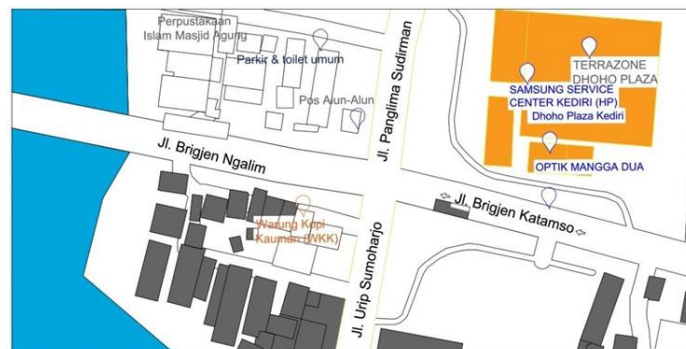 Perpustakaan
Islam Masjid Agung
Parkir & toilet umum
Pos Alun-Alun
Jl. Panglima Sudirman
TERRAZONE
DHOHO PLAZA
SAMSUNG SERVICE
CENTER KEDIRI (HP)
Dhoho Plaza Kediri
OPTIK MANGGA DUA
Jl. Brigjen Ngalim
Jl. Brigjen Katamso
Warung Kopi
Kauman (WKK)
Jl. Urip Sumoharjo